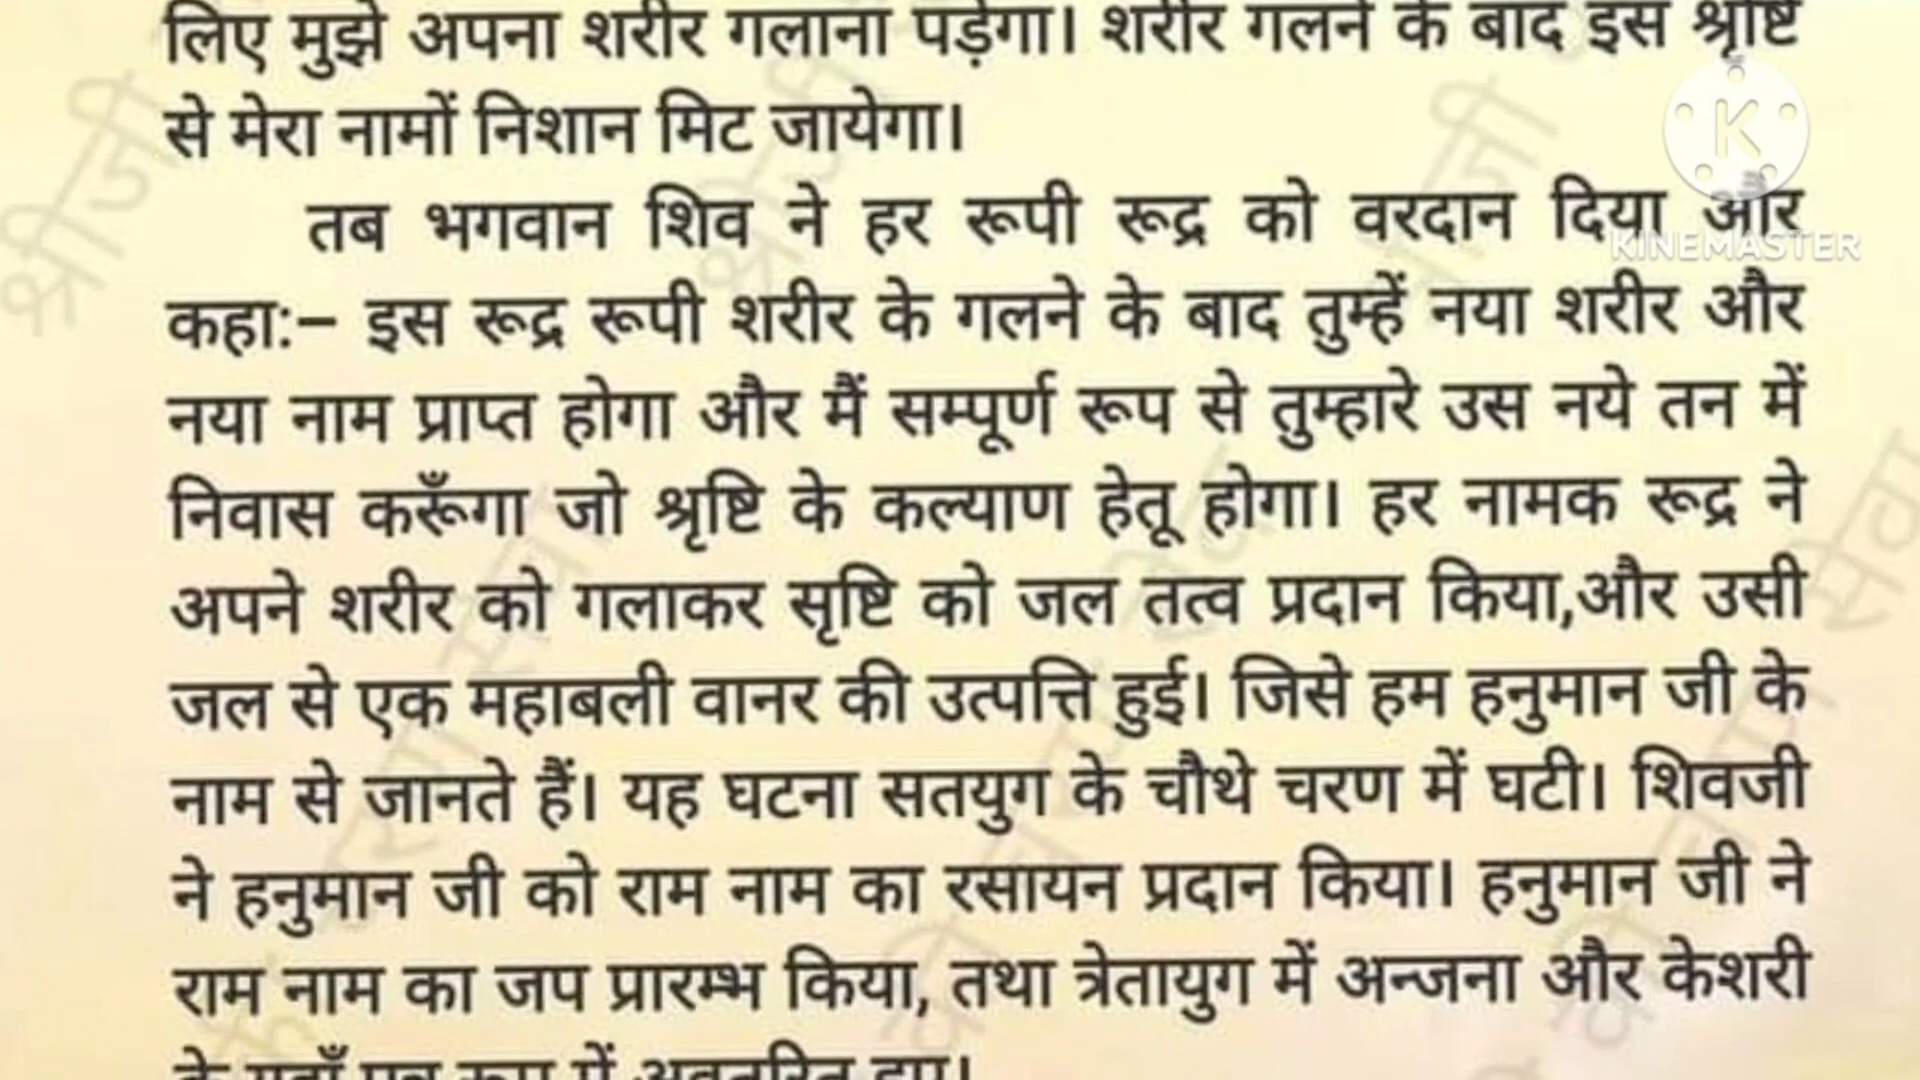 लिए मुझे अपना शरीर गलाना पड़ेगा। शरीर गलने के बाद इस श्रृष्टि
से मेरा नामों निशान मिट जायेगा।
तब भगवान शिव ने हर रूपी रूद्र को वरदान दिया और
कहा:– इस रूद्र रूपी शरीर के गलने के बाद तुम्हें नया शरीर और
नया नाम प्राप्त होगा और मैं सम्पूर्ण रूप से तुम्हारे उस नये तन में
निवास करूँगा जो श्रृष्टि के कल्याण हेतू होगा। हर नामक रूद्र ने
अपने शरीर को गलाकर सृष्टि को जल तत्व प्रदान किया,और उसी
जल से एक महाबली वानर की उत्पत्ति हुई। जिसे हम हनुमान जी के
नाम से जानते हैं। यह घटना सतयुग के चौथे चरण में घटी। शिवजी
ने हनुमान जी को राम नाम का रसायन प्रदान किया। हनुमान जी ने
राम नाम का जप प्रारम्भ किया, तथा त्रेतायुग में अन्जना और केशरी
के यहाँ पुत्र रूप में अवतरित हुए।
K
KINEMASTER